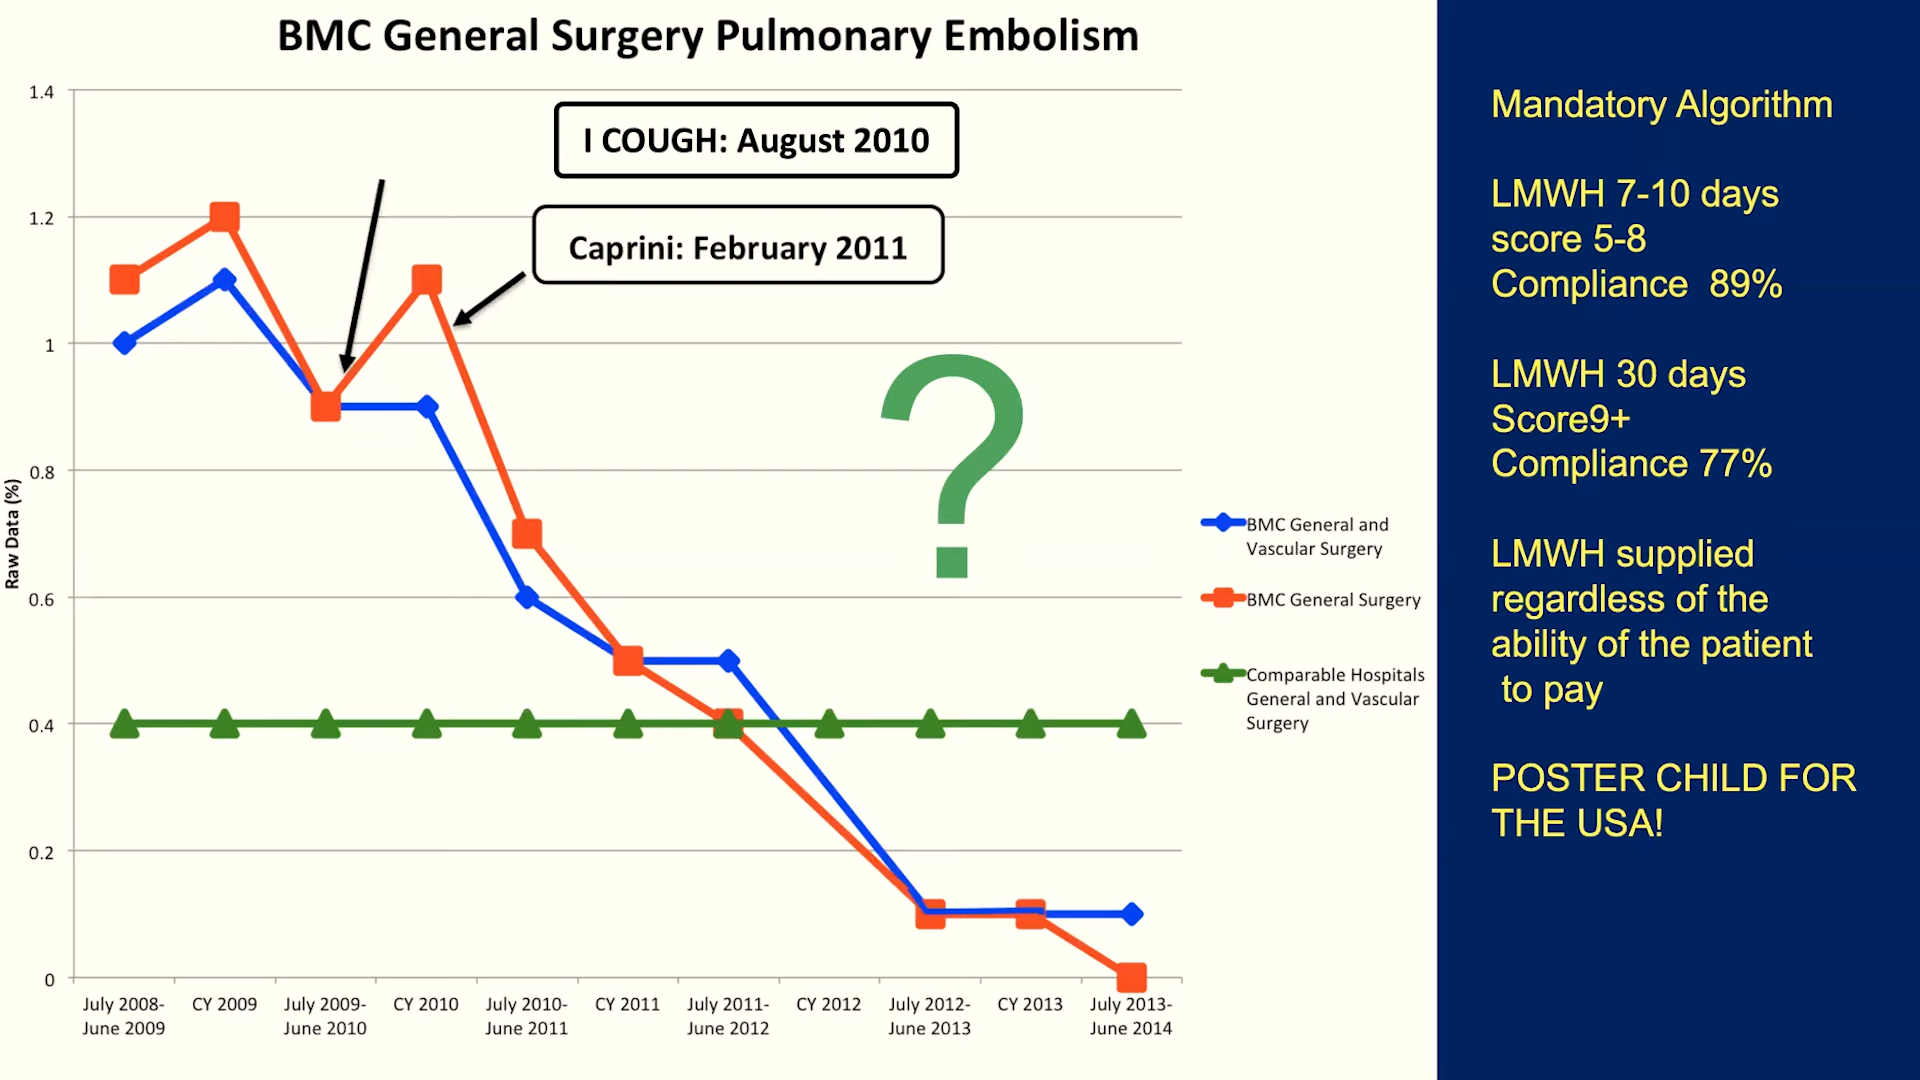 BMC General Surgery Pulmonary Embolism
1.4
1.2
1
0.8
0.6
0.4
0.2
0
Raw Data (%)
I COUGH: August 2010
Caprini: February 2011
?
July 2008-
June 2009
CY 2009
July 2009-
June 2010
CY 2010
July 2010-
June 2011
CY 2011
July 2011-
June 2012
CY 2012
July 2012-
June 2013
CY 2013
July 2013-
June 2014
BMC General and
Vascular Surgery
BMC General Surgery
Comparable Hospitals
General and Vascular
Surgery
Mandatory Algorithm
LMWH 7-10 days
score 5-8
Compliance 89%
LMWH 30 days
Score9+
Compliance 77%
LMWH supplied
regardless of the
ability of the patient
to pay
POSTER CHILD FOR
THE USA!